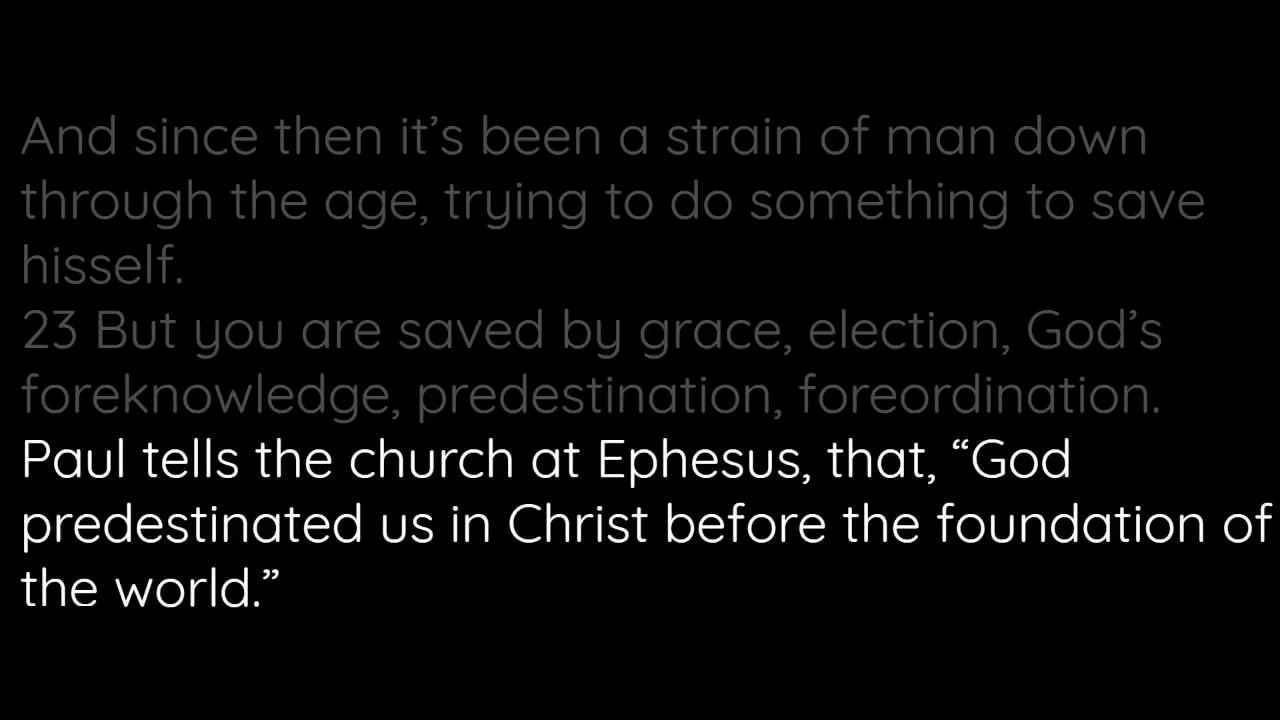 And since then it’s been a strain of man down
through the age, trying to do something to save
hisself.
23 But you are saved by grace, election, God’s
foreknowledge, predestination, foreordination.
Paul tells the church at Ephesus, that, “God
predestinated us in Christ before the foundation of
the world.”